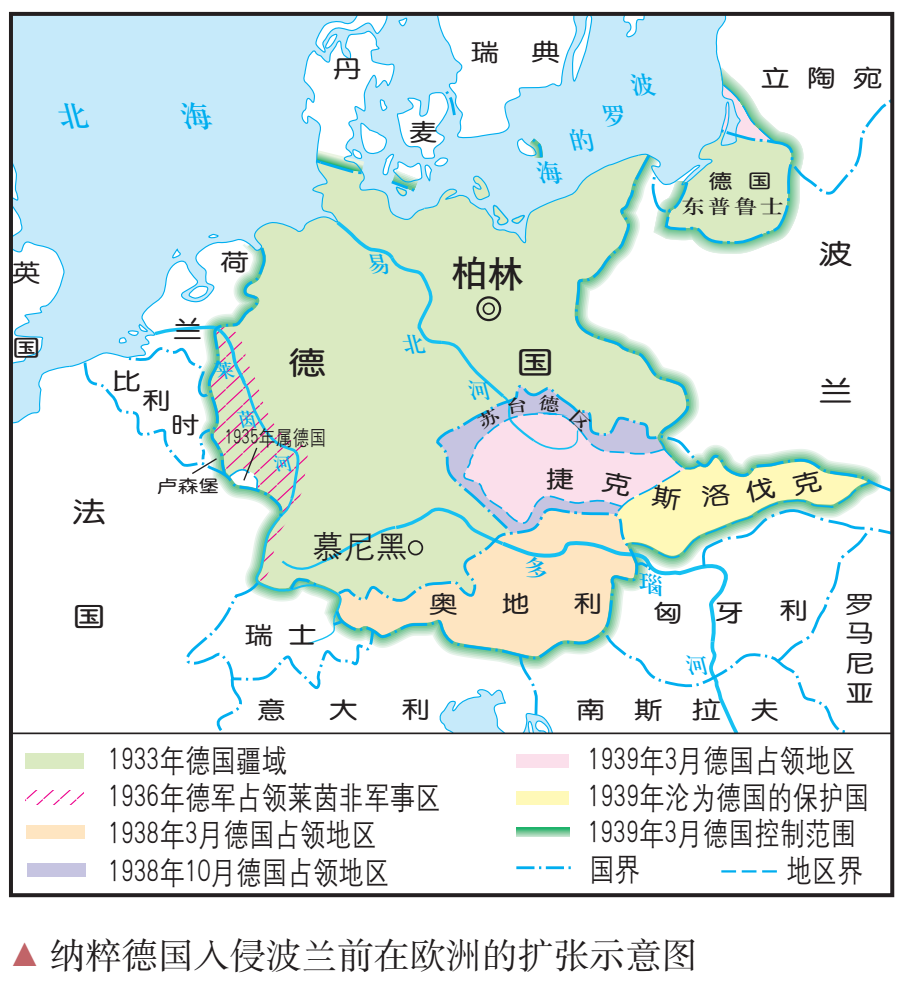 北海
丹麦
瑞典
波罗的海
立陶宛
德国
东普鲁士
英国
荷兰
易北河
柏林
波兰
德国
莱茵河
比利时
1935年属德国
卢森堡
苏台德区
捷克斯洛伐克
法国
慕尼黑
多瑙河
奥地利
瑞士
匈牙利
罗马尼亚
意大利
南斯拉夫
1933年德国疆域
1936年德军占领莱茵非军事区
1938年3月德国占领地区
1938年10月德国占领地区
1939年3月德国占领地区
1939年沦为德国的保护国
1939年3月德国控制范围
国界
地区界
▲ 纳粹德国入侵波兰前在欧洲的扩张示意图